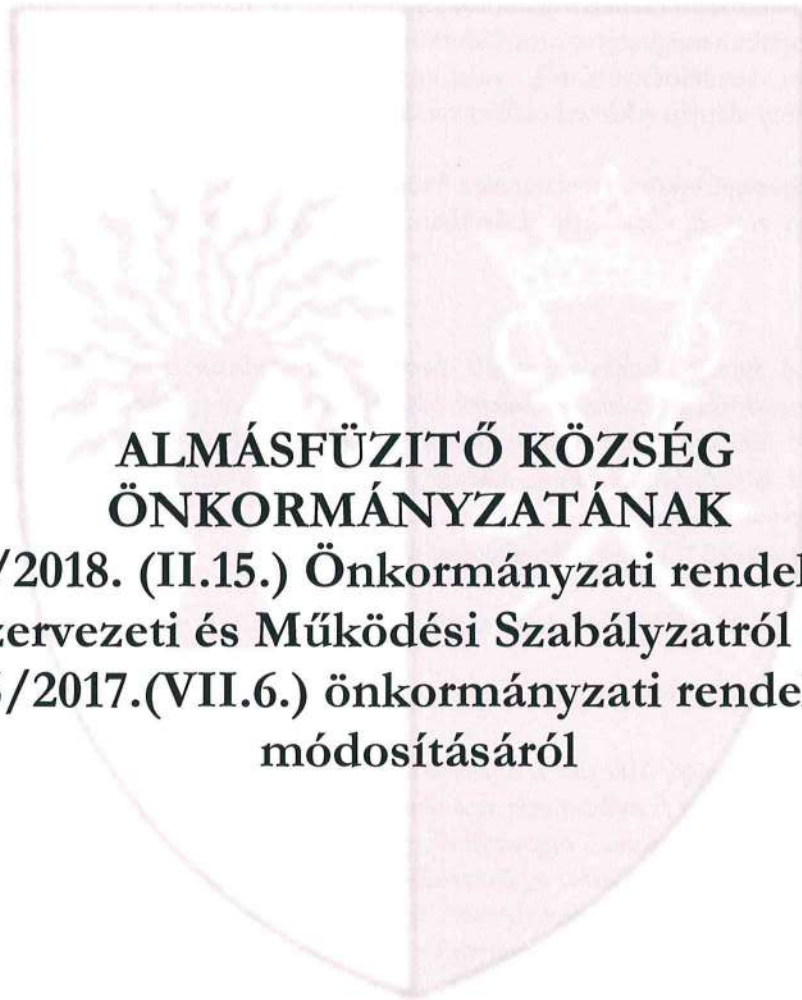 ALMÁSFÜZITŐ KÖZSÉG
ÖNKORMÁNYZATÁNAK
/2018. (II.15.) Önkormányzati rendel
zervezeti és Működési Szabályzatról
/2017.(VII.6.) önkormányzati rendel
módosításáról